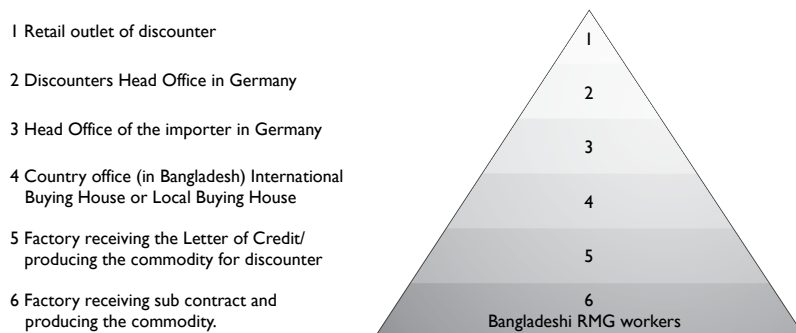 1 Retail outlet of discounter
2 Discounters Head Office in Germany
3 Head Office of the importer in Germany
4 Country office (in Bangladesh) International
Buying House or Local Buying House
5 Factory receiving the Letter of Credit/
producing the commodity for discounter
6 Factory receiving sub contract and
producing the commodity.
1
2
3
4
5
6
Bangladeshi RMG workers